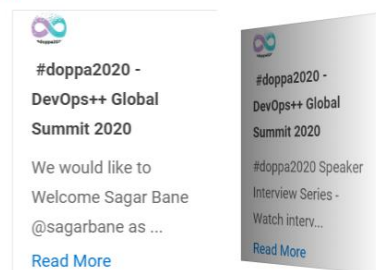 #doppa2020 -
DevOps++ Global
Summit 2020
We would like to
Welcome Sagar Bane
@sagarbane as ...
Read More
#doppa2020 -
DevOps++ Global
Summit 2020
#doppa2020 Speaker
Interview Series -
Watch interv...
Read More